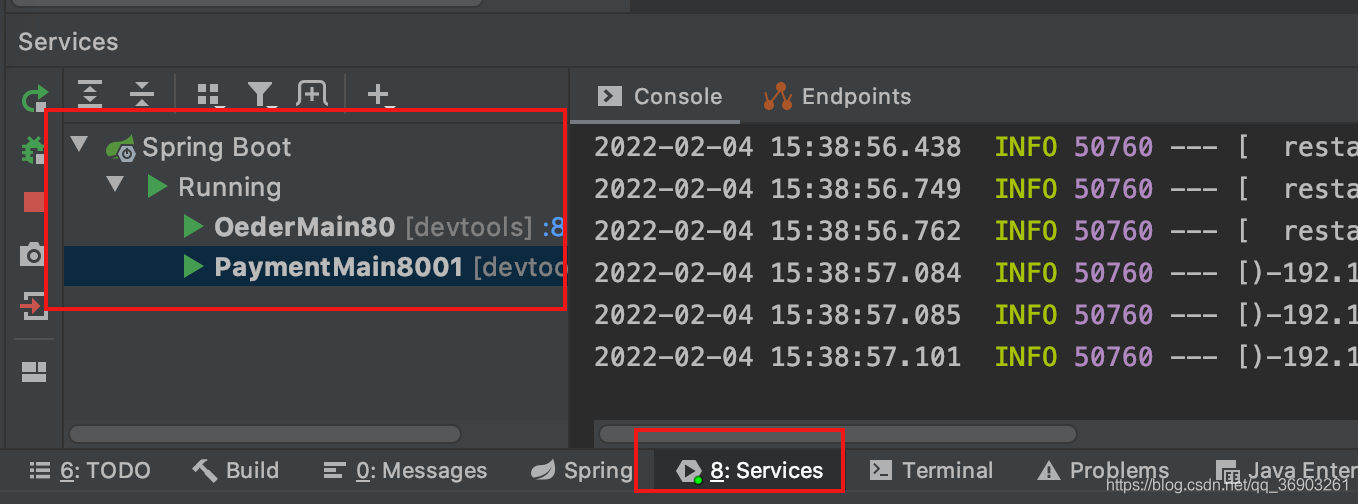 Services
Console Endpoints
Spring Boot
Running
OederMain80 [devtools] :8
PaymentMain8001 [devtoo
2022-02-04 15:38:56.438 INFO 50760 --- [ resta
2022-02-04 15:38:56.749 INFO 50760 --- [ resta
2022-02-04 15:38:56.762 INFO 50760 --- [ resta
2022-02-04 15:38:57.084 INFO 50760 --- [)-192.1
2022-02-04 15:38:57.085 INFO 50760 --- [)-192.1
2022-02-04 15:38:57.101 INFO 50760 --- [)-192.1
6: TODO Build 0: Messages Spring 8: Services Terminal Problems Java Enter
https://blog.csdn.net/qq_36903261